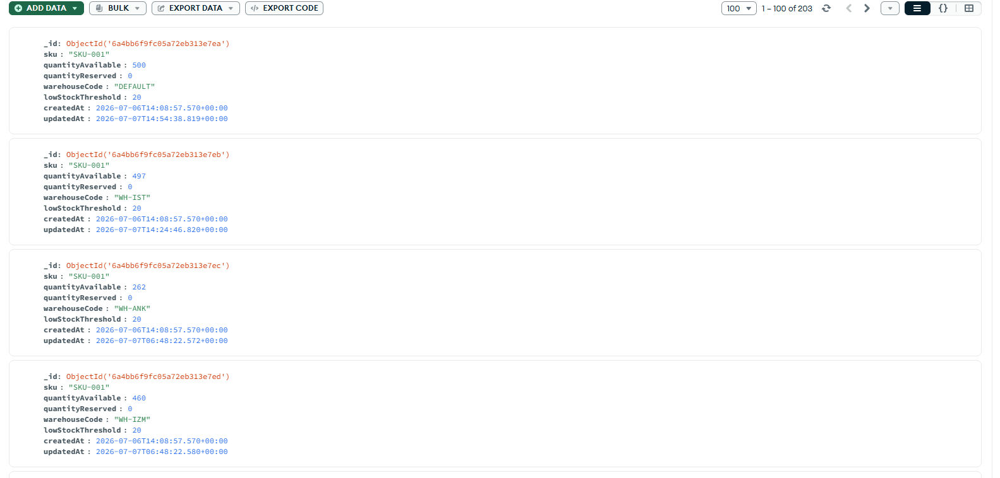 ADD DATA BULK EXPORT DATA EXPORT CODE 100 1 – 100 of 203 {}
_id: ObjectId('6a4bb6f9fc05a72eb313e7ea')
sku : "SKU-001"
quantityAvailable : 500
quantityReserved : 0
warehouseCode : "DEFAULT"
lowStockThreshold : 20
createdAt : 2026-07-06T14:08:57.570+00:00
updatedAt : 2026-07-07T14:54:38.819+00:00
_id: ObjectId('6a4bb6f9fc05a72eb313e7eb')
sku : "SKU-001"
quantityAvailable : 497
quantityReserved : 0
warehouseCode : "WH-IST"
lowStockThreshold : 20
createdAt : 2026-07-06T14:08:57.570+00:00
updatedAt : 2026-07-07T14:24:46.820+00:00
_id: ObjectId('6a4bb6f9fc05a72eb313e7ec')
sku : "SKU-001"
quantityAvailable : 262
quantityReserved : 0
warehouseCode : "WH-ANK"
lowStockThreshold : 20
createdAt : 2026-07-06T14:08:57.570+00:00
updatedAt : 2026-07-07T06:48:22.572+00:00
_id: ObjectId('6a4bb6f9fc05a72eb313e7ed')
sku : "SKU-001"
quantityAvailable : 460
quantityReserved : 0
warehouseCode : "WH-IZM"
lowStockThreshold : 20
createdAt : 2026-07-06T14:08:57.570+00:00
updatedAt : 2026-07-07T06:48:22.580+00:00